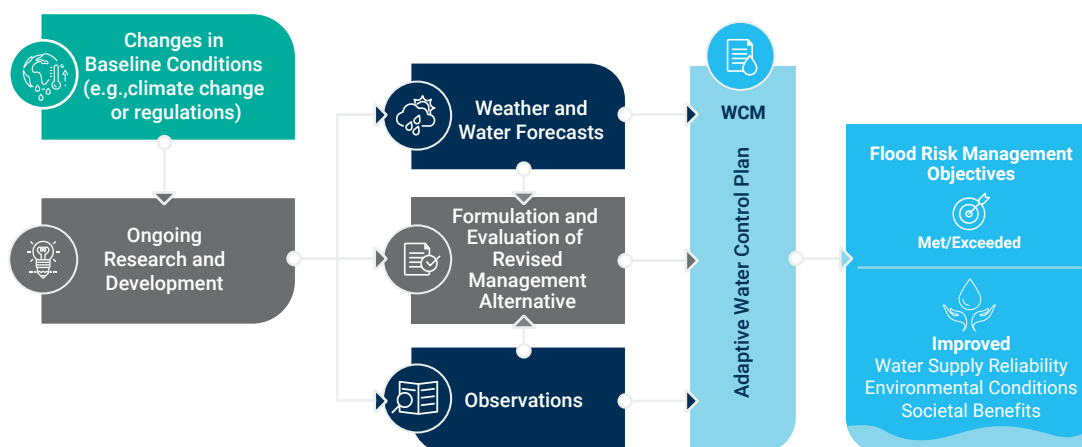 Changes in
Baseline Conditions
(e.g.,climate change
or regulations)
Ongoing
Research and
Development
Weather and
Water Forecasts
Formulation and
Evaluation of
Revised
Management
Alternative
Observations
WCM
Adaptive Water Control Plan
Flood Risk Management
Objectives
Met/Exceeded
Improved
Water Supply Reliability
Environmental Conditions
Societal Benefits